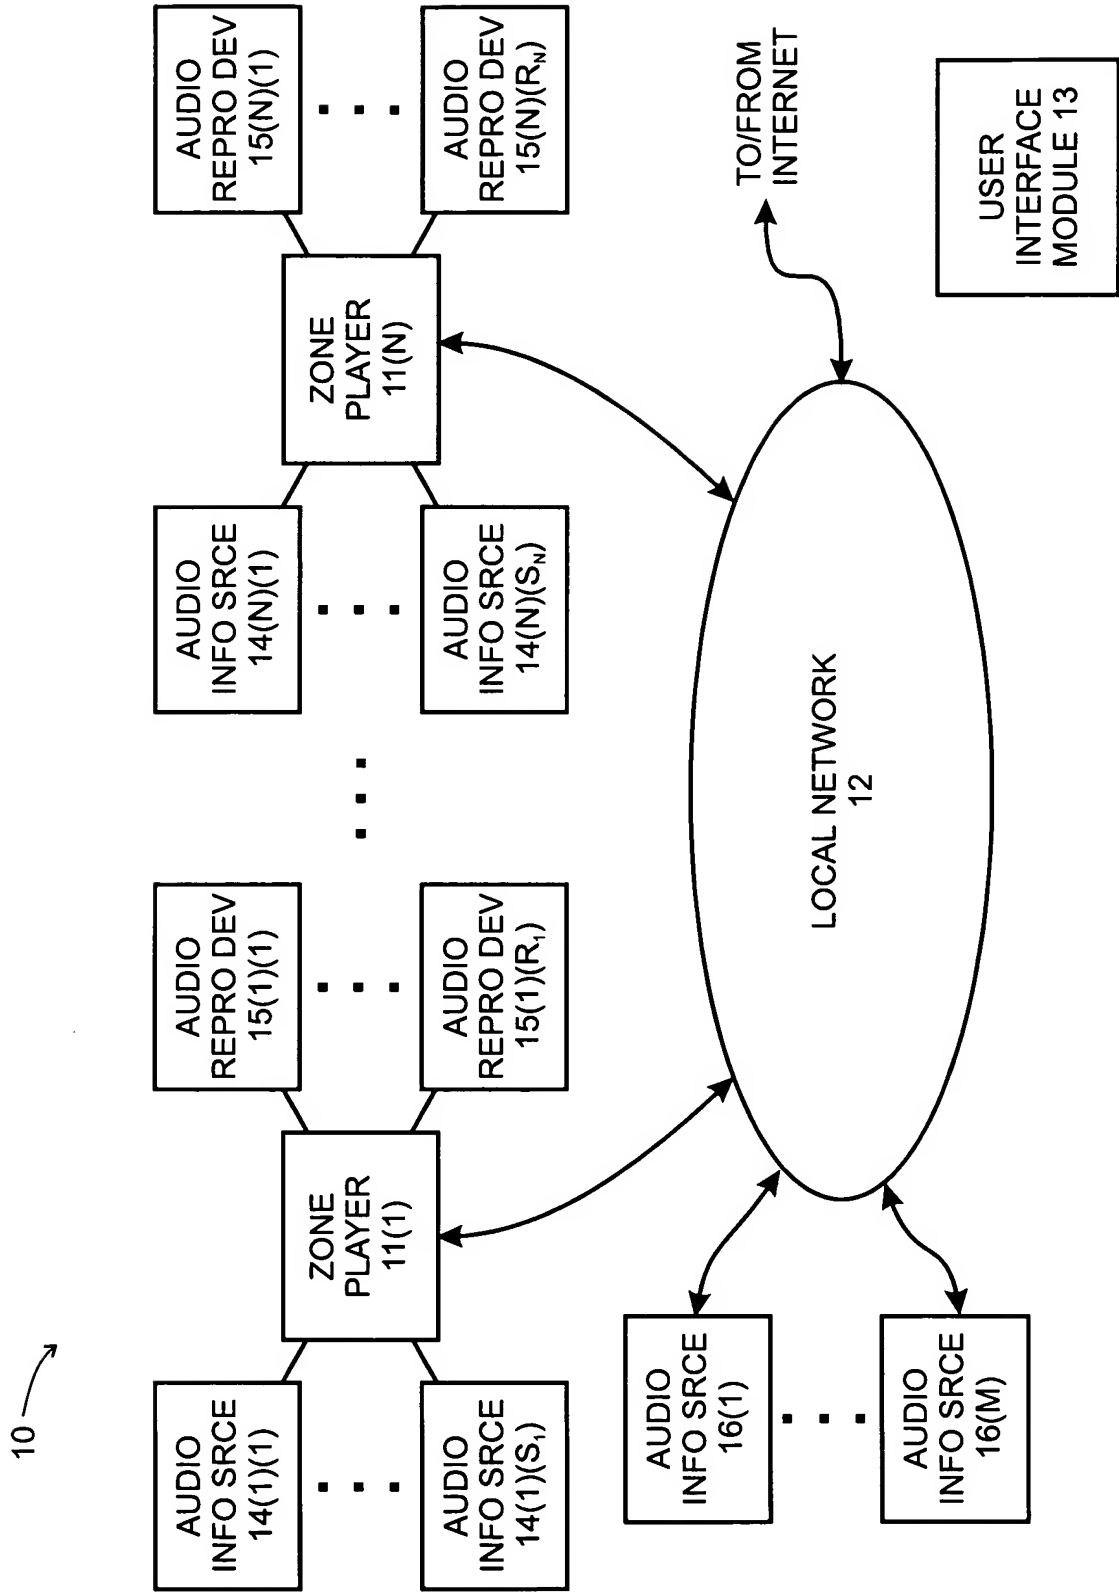 10
AUDIO
INFO SRCE
14(1)(1)
AUDIO
INFO SRCE
14(1)(S₁)
ZONE
PLAYER
11(1)
AUDIO
REPRO DEV
15(1)(1)
AUDIO
REPRO DEV
15(1)(R₁)
AUDIO
INFO SRCE
14(N)(1)
AUDIO
INFO SRCE
14(N)(S_N)
ZONE
PLAYER
11(N)
AUDIO
REPRO DEV
15(N)(1)
AUDIO
REPRO DEV
15(N)(R_N)
AUDIO
INFO SRCE
16(1)
AUDIO
INFO SRCE
16(M)
LOCAL NETWORK
12
TO/FROM
INTERNET
USER
INTERFACE
MODULE 13